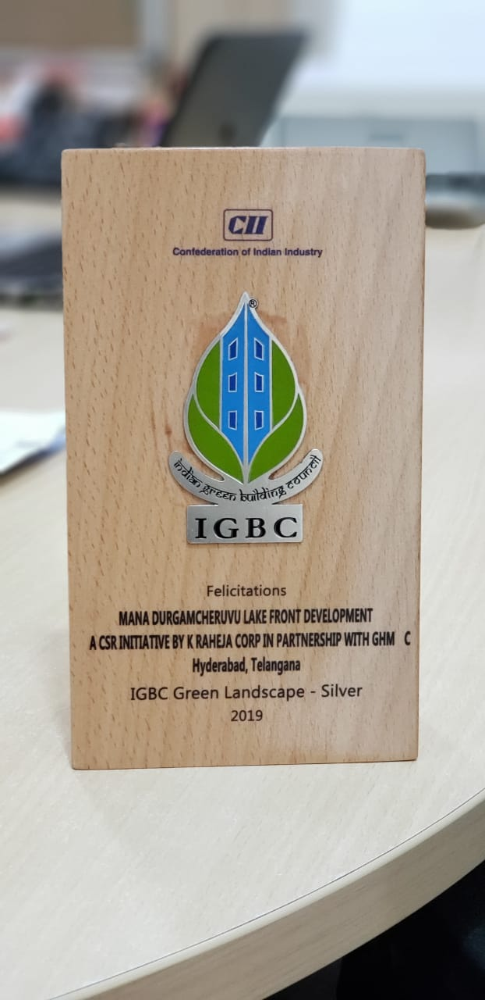 CII
Confederation of Indian Industry
®
indian green building council
IGBC
Felicitations
MANA DURGAMCHERUVU LAKE FRONT DEVELOPMENT
A CSR INITIATIVE BY K RAHEJA CORP IN PARTNERSHIP WITH GHM C
Hyderabad, Telangana
IGBC Green Landscape - Silver
2019